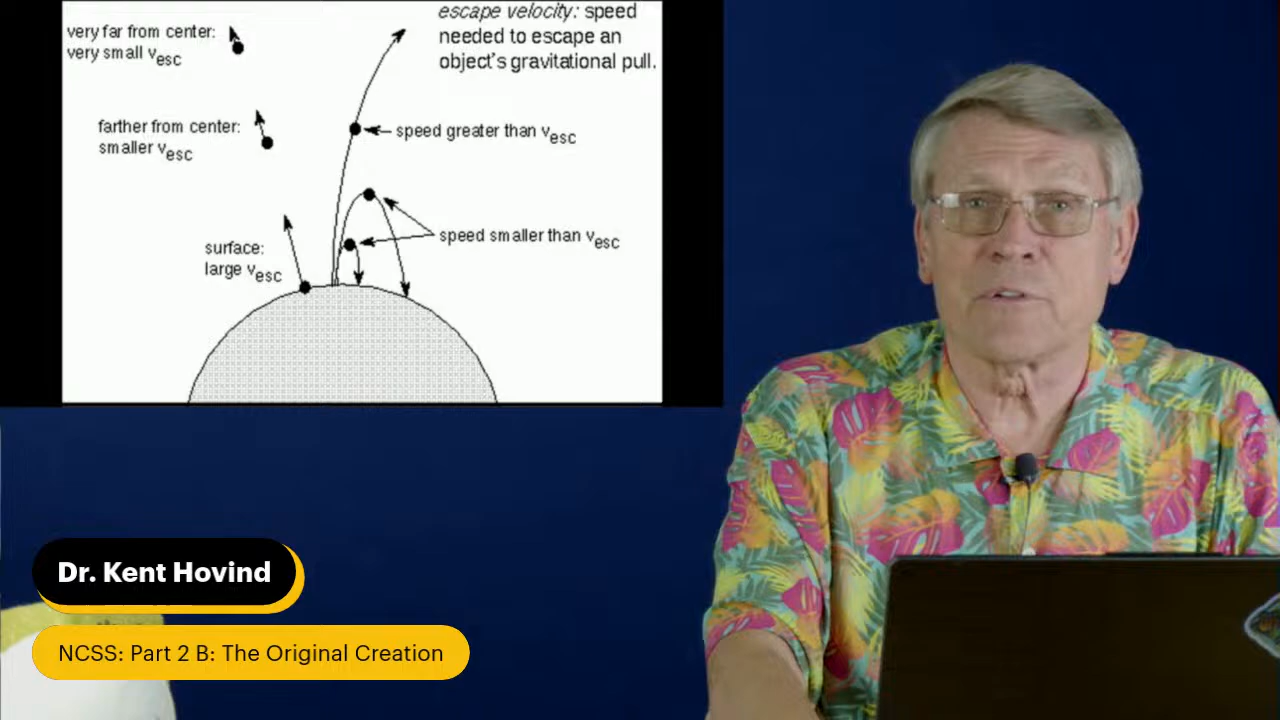 escape velocity: speed
needed to escape an
object's gravitational pull.
very far from center:
very small vesc
farther from center:
smaller vesc
speed greater than vesc
surface:
large vesc
speed smaller than vesc
Dr. Kent Hovind
NCSS: Part 2 B: The Original Creation